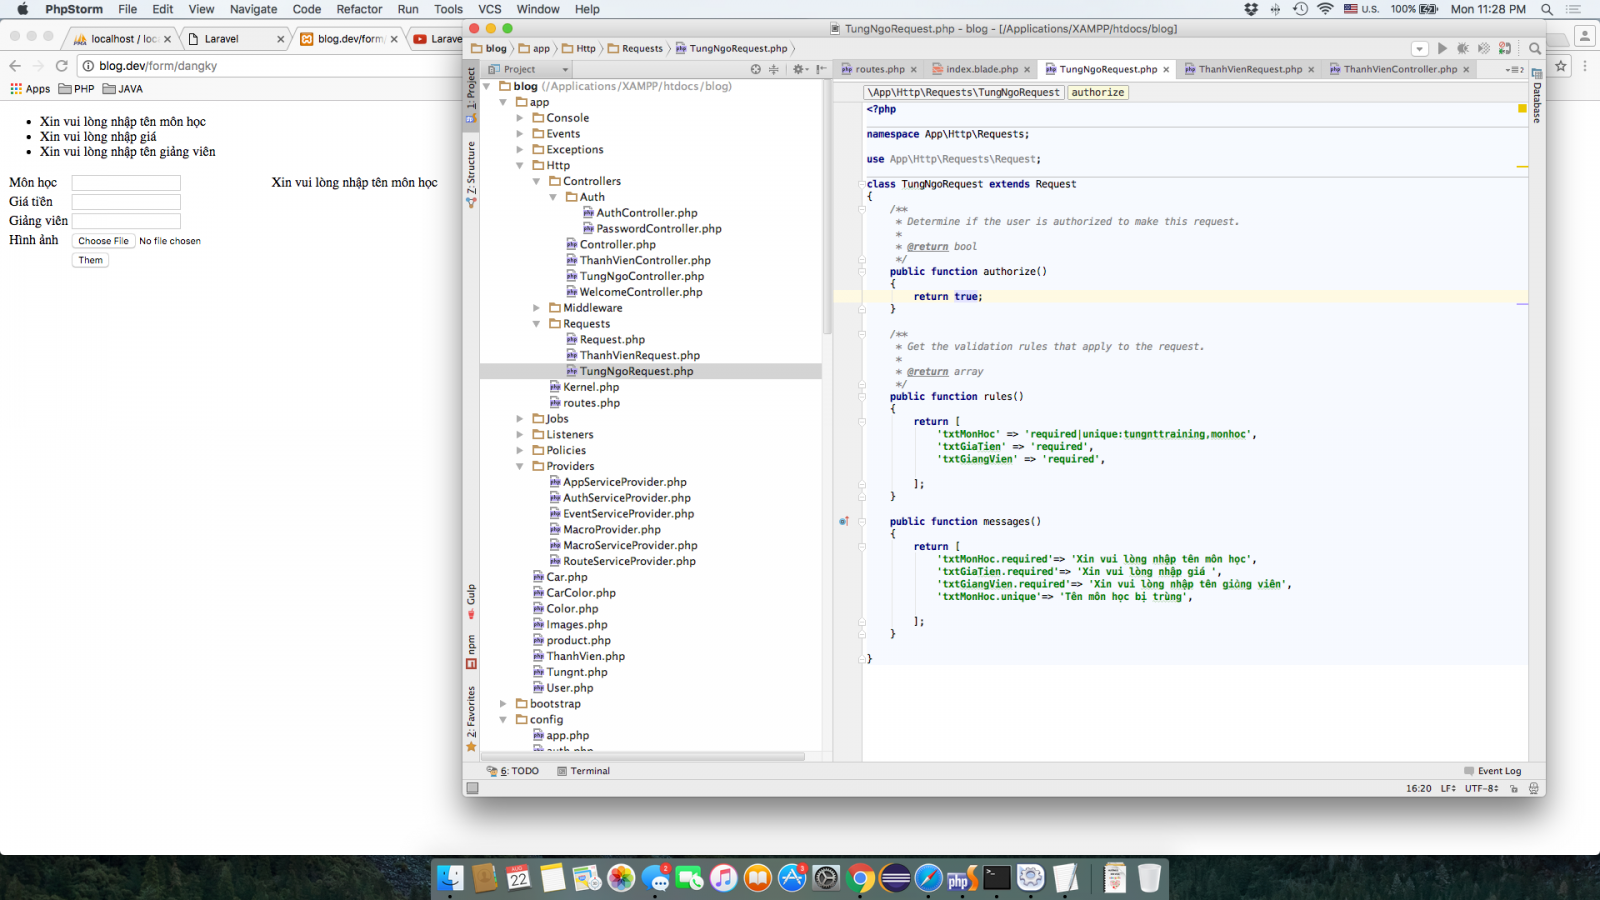 PhpStorm File Edit View Navigate Code Refactor Run Tools VCS Window Help
U.S. 100% Mon 11:28 PM
localhost / loc
Laravel
blog.dev/form/
Larave
blog.dev/form/dangky
Apps PHP JAVA
Xin vui lòng nhập tên môn học
Xin vui lòng nhập giá
Xin vui lòng nhập tên giảng viên
Môn học
Xin vui lòng nhập tên môn học
Giá tiền
Giảng viên
Hình ảnh Choose File No file chosen
Them
TungNgoRequest.php - blog - [/Applications/XAMPP/htdocs/blog]
blog app Http Requests TungNgoRequest.php
1: Project
Z: Structure
Gulp
npm
2: Favorites
Project
blog (/Applications/XAMPP/htdocs/blog)
app
Console
Events
Exceptions
Http
Controllers
Auth
AuthController.php
PasswordController.php
Controller.php
ThanhVienController.php
TungNgoController.php
WelcomeController.php
Middleware
Requests
Request.php
ThanhVienRequest.php
TungNgoRequest.php
Kernel.php
routes.php
Jobs
Listeners
Policies
Providers
AppServiceProvider.php
AuthServiceProvider.php
EventServiceProvider.php
MacroProvider.php
MacroServiceProvider.php
RouteServiceProvider.php
Car.php
CarColor.php
Color.php
Images.php
product.php
ThanhVien.php
Tungnt.php
User.php
bootstrap
config
app.php
auth.php
routes.php index.blade.php TungNgoRequest.php ThanhVienRequest.php ThanhVienController.php
Database
\App\Http\Requests\TungNgoRequest authorize
<?php
namespace App\Http\Requests;
use App\Http\Requests\Request;
class TungNgoRequest extends Request
{
/**
* Determine if the user is authorized to make this request.
*
* @return bool
*/
public function authorize()
{
return true;
}
/**
* Get the validation rules that apply to the request.
*
* @return array
*/
public function rules()
{
return [
'txtMonHoc' => 'required|unique:tungnttraining,monhoc',
'txtGiaTien' => 'required',
'txtGiangVien' => 'required',
];
}
public function messages()
{
return [
'txtMonHoc.required'=> 'Xin vui lòng nhập tên môn học',
'txtGiaTien.required'=> 'Xin vui lòng nhập giá ',
'txtGiangVien.required'=> 'Xin vui lòng nhập tên giảng viên',
'txtMonHoc.unique'=> 'Tên môn học bị trùng',
];
}
}
6: TODO Terminal Event Log
16:20 LF UTF-8
22
2
3
php